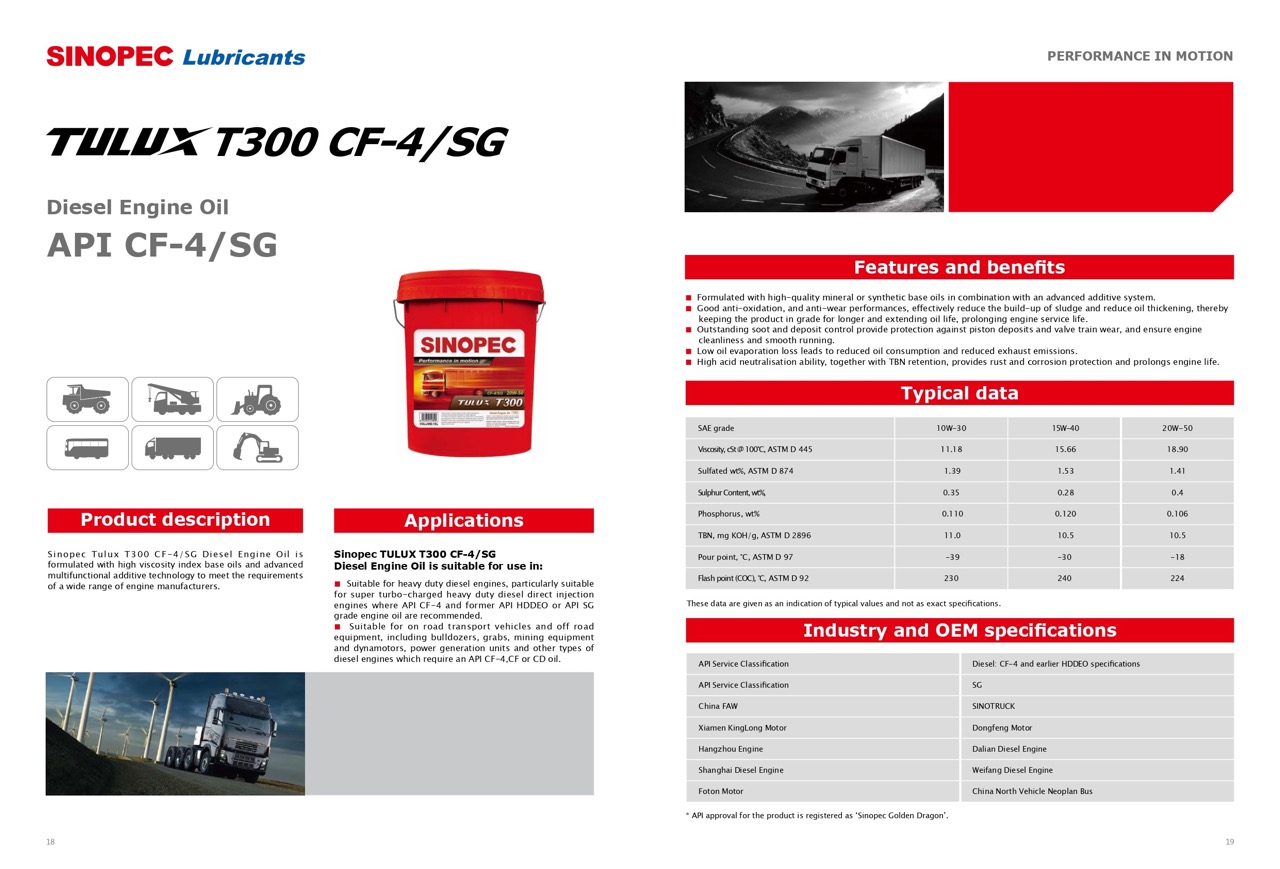 SINOPEC Lubricants
TULUX T300 CF-4/SG
Diesel Engine Oil
API CF-4/SG
SINOPEC
Performance in motion
CF-4/SG 20W-50
TULUX T300
Product description
Sinopec Tulux T300 CF-4/SG Diesel Engine Oil is
formulated with high viscosity index base oils and advanced
multifunctional additive technology to meet the requirements
of a wide range of engine manufacturers.
Applications
Sinopec TULUX T300 CF-4/SG
Diesel Engine Oil is suitable for use in:
■ Suitable for heavy duty diesel engines, particularly suitable
for super turbo-charged heavy duty diesel direct injection
engines where API CF-4 and former API HDDEO or API SG
grade engine oil are recommended.
■ Suitable for on road transport vehicles and off road
equipment, including bulldozers, grabs, mining equipment
and dynamotors, power generation units and other types of
diesel engines which require an API CF-4,CF or CD oil.
18
PERFORMANCE IN MOTION
Features and benefits
■ Formulated with high-quality mineral or synthetic base oils in combination with an advanced additive system.
■ Good anti-oxidation, and anti-wear performances, effectively reduce the build-up of sludge and reduce oil thickening, thereby
keeping the product in grade for longer and extending oil life, prolonging engine service life.
■ Outstanding soot and deposit control provide protection against piston deposits and valve train wear, and ensure engine
cleanliness and smooth running.
■ Low oil evaporation loss leads to reduced oil consumption and reduced exhaust emissions.
■ High acid neutralisation ability, together with TBN retention, provides rust and corrosion protection and prolongs engine life.
Typical data
SAE grade 10W-30 15W-40 20W-50
Viscosity, cSt @ 100℃, ASTM D 445 11.18 15.66 18.90
Sulfated wt%, ASTM D 874 1.39 1.53 1.41
Sulphur Content, wt%, 0.35 0.28 0.4
Phosphorus, wt% 0.110 0.120 0.106
TBN, mg KOH/g, ASTM D 2896 11.0 10.5 10.5
Pour point, ℃, ASTM D 97 -39 -30 -18
Flash point (COC), ℃, ASTM D 92 230 240 224
These data are given as an indication of typical values and not as exact specifications.
Industry and OEM specifications
API Service Classification Diesel: CF-4 and earlier HDDEO specifications
API Service Classification SG
China FAW SINOTRUCK
Xiamen KingLong Motor Dongfeng Motor
Hangzhou Engine Dalian Diesel Engine
Shanghai Diesel Engine Weifang Diesel Engine
Foton Motor China North Vehicle Neoplan Bus
* API approval for the product is registered as ‘Sinopec Golden Dragon’.
19